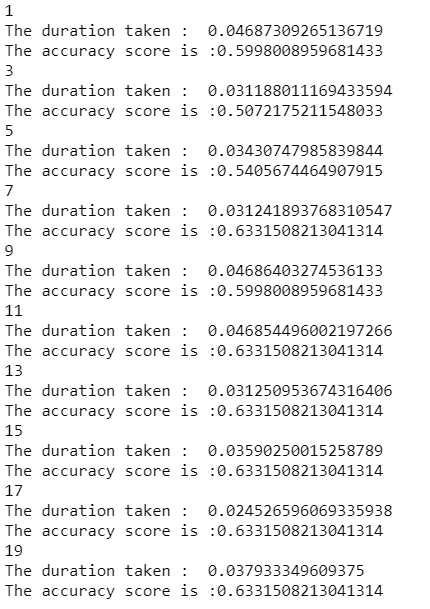 1
The duration taken :  0.04687309265136719
The accuracy score is :0.5998008959681433
3
The duration taken :  0.031188011169433594
The accuracy score is :0.5072175211548033
5
The duration taken :  0.03430747985839844
The accuracy score is :0.5405674464907915
7
The duration taken :  0.031241893768310547
The accuracy score is :0.6331508213041314
9
The duration taken :  0.04686403274536133
The accuracy score is :0.5998008959681433
11
The duration taken :  0.046854496002197266
The accuracy score is :0.6331508213041314
13
The duration taken :  0.031250953674316406
The accuracy score is :0.6331508213041314
15
The duration taken :  0.03590250015258789
The accuracy score is :0.6331508213041314
17
The duration taken :  0.024526596069335938
The accuracy score is :0.6331508213041314
19
The duration taken :  0.037933349609375
The accuracy score is :0.6331508213041314